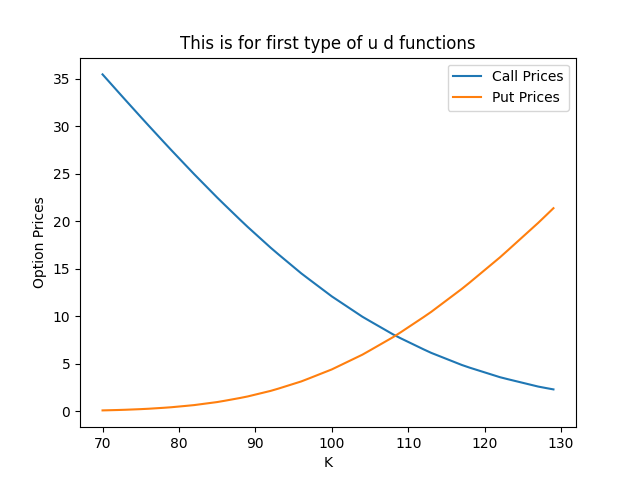 This is for first type of u d functions
Call Prices
Put Prices
Option Prices
35
30
25
20
15
10
5
0
70 80 90 100 110 120 130
K